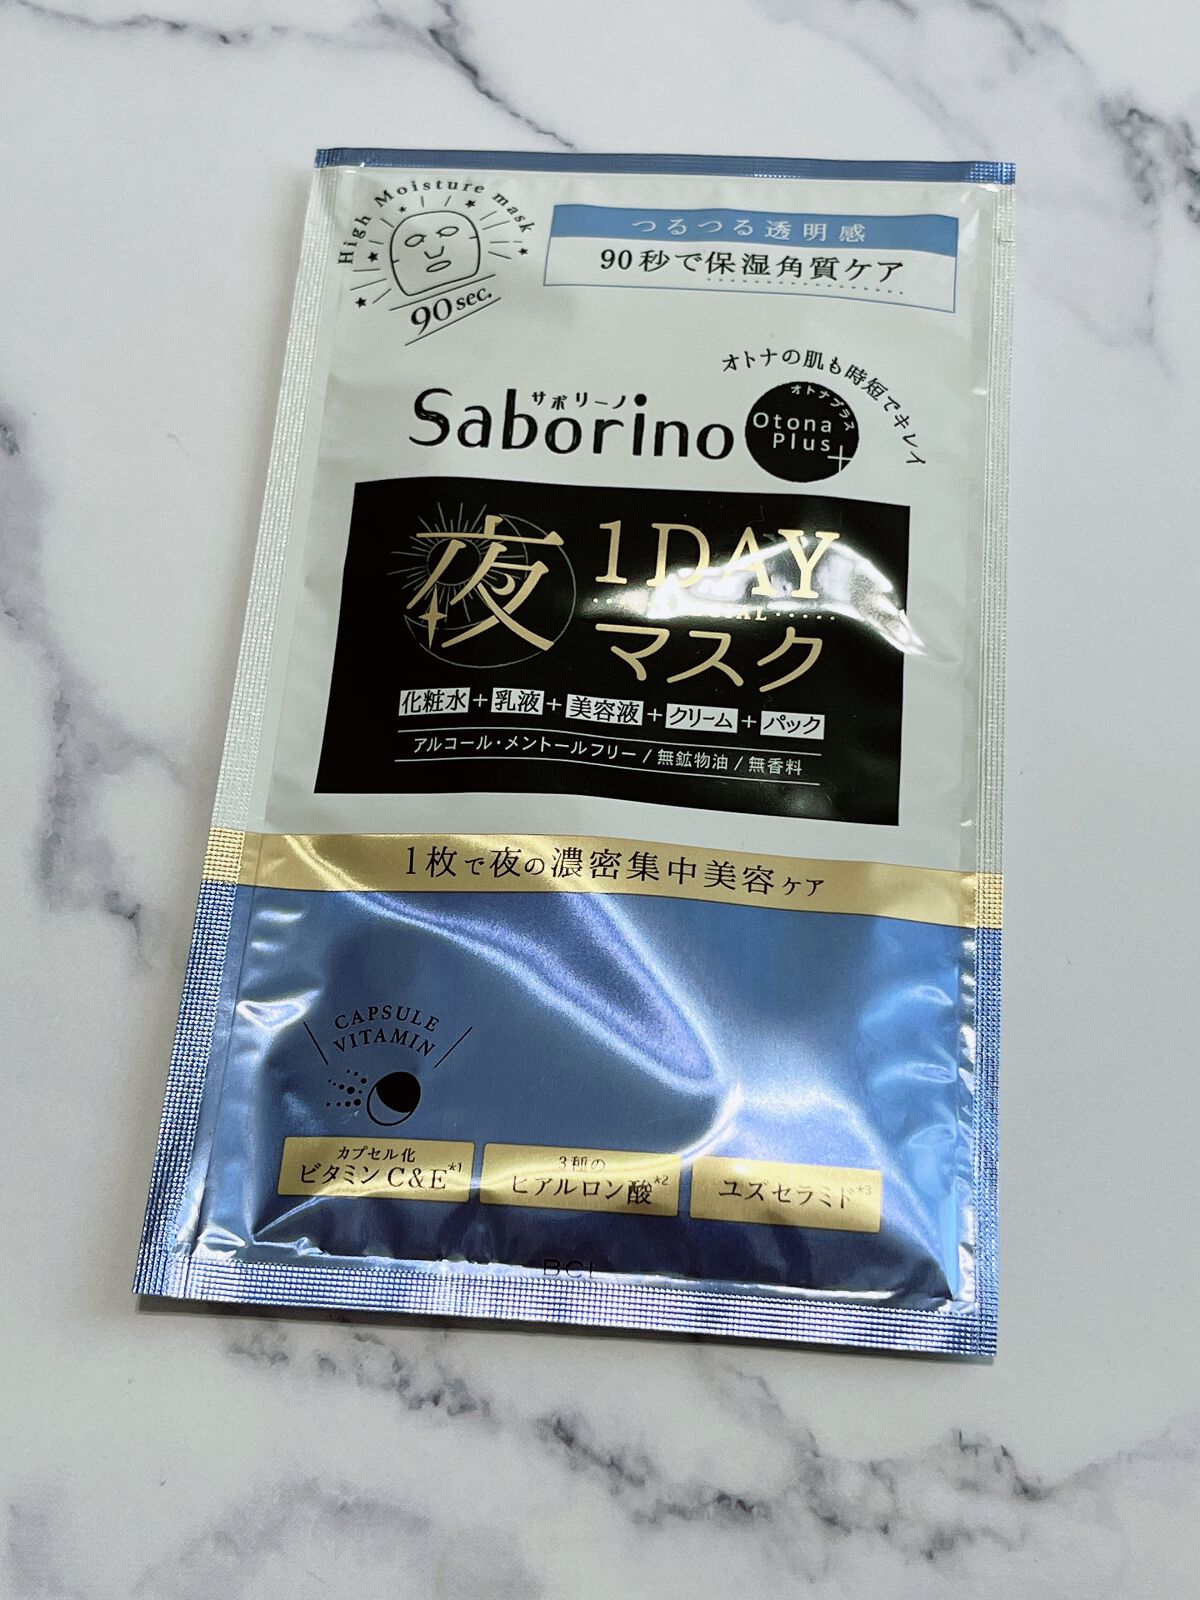 High Moisture mask
90 sec.
つるつる透明感
90秒で保湿角質ケア
オトナの肌も時短でキレイ
サボリーノ
Saborino
オトナプラス
Otona
Plus+
夜
1DAY
マスク
化粧水+乳液+美容液+クリーム+パック
アルコール・メントールフリー/無鉱物油/無香料
1枚で夜の濃密集中美容ケア
CAPSULE
VITAMIN
カプセル化
ビタミンC&E*1
3種の
ヒアルロン酸*2
ユズセラミド*3
BCL